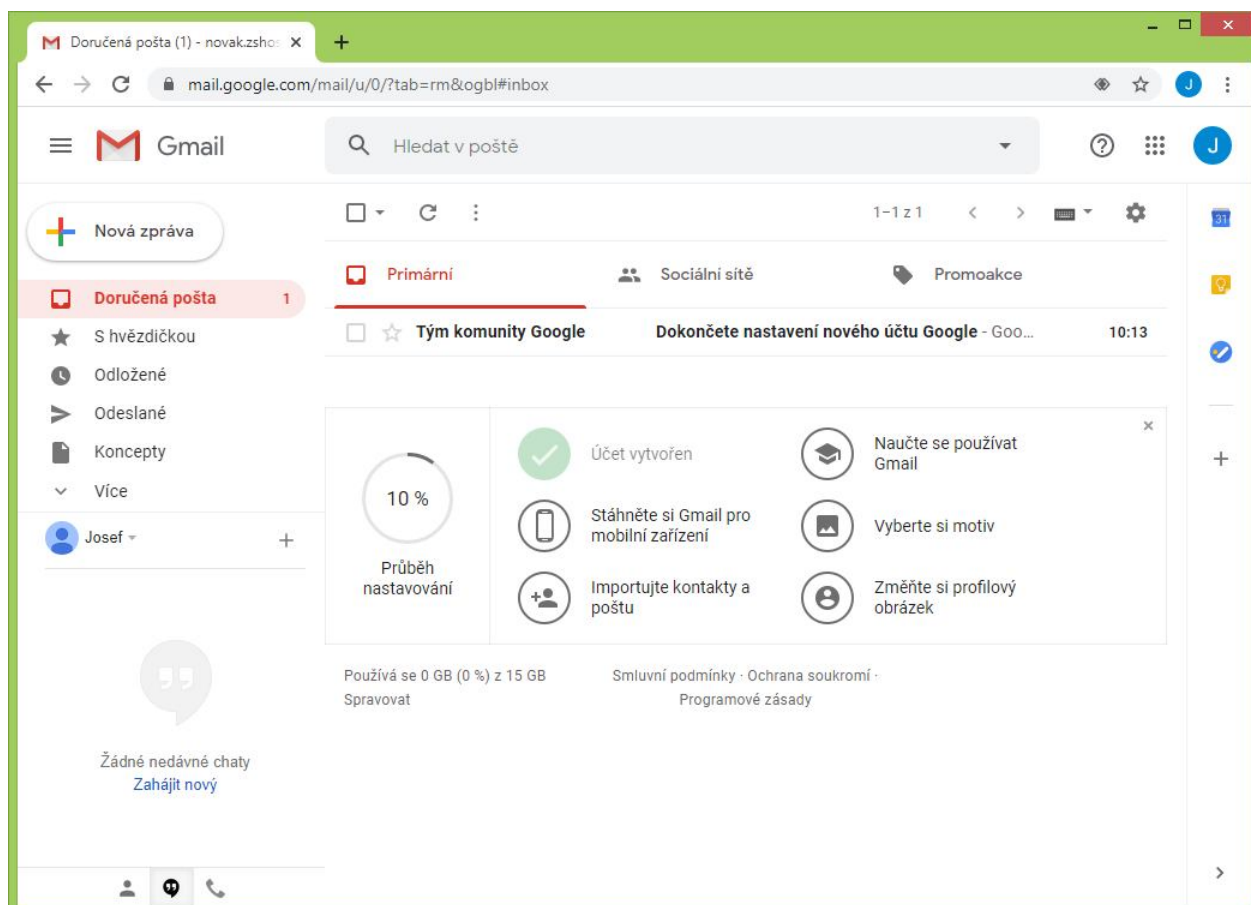 Doručená pošta (1) - novak.zshos
mail.google.com/mail/u/0/?tab=rm&ogbl#inbox
J
Gmail
Hledat v poště
J
Nová zpráva
1–1 z 1
31
Primární
Sociální sítě
Promoakce
Doručená pošta 1
S hvězdičkou
Odložené
Odeslané
Koncepty
Více
Tým komunity Google Dokončete nastavení nového účtu Google - Goo... 10:13
10 %
Průběh
nastavování
Účet vytvořen
Naučte se používat
Gmail
Stáhněte si Gmail pro
mobilní zařízení
Vyberte si motiv
Importujte kontakty a
poštu
Změňte si profilový
obrázek
Josef
Používá se 0 GB (0 %) z 15 GB
Spravovat
Smluvní podmínky · Ochrana soukromí ·
Programové zásady
Žádné nedávné chaty
Zahájit nový